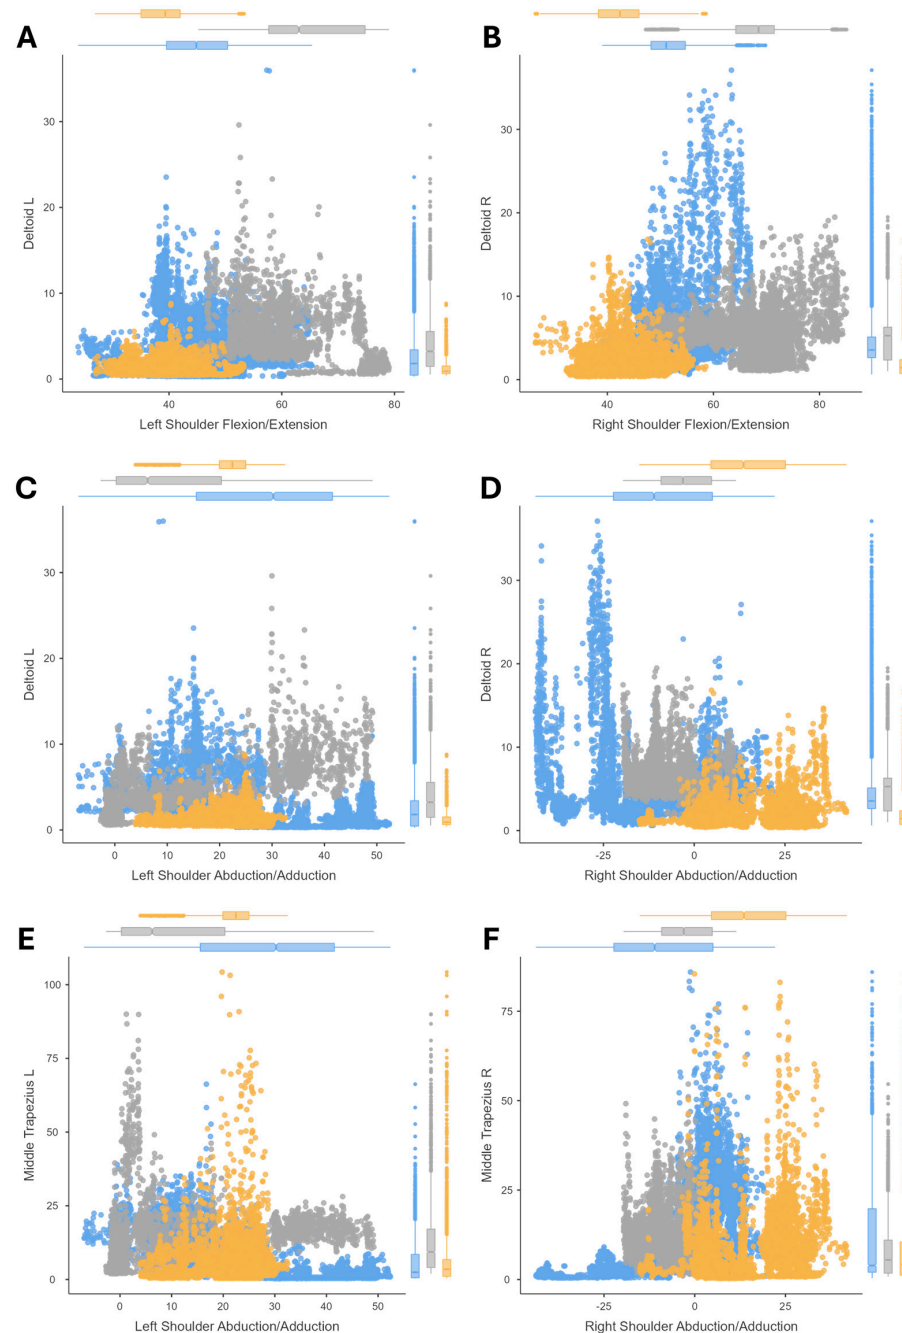 A
B
Deltoid L
30
20
10
0
40
60
80
Left Shoulder Flexion/Extension
Deltoid R
30
20
10
0
40
60
80
Right Shoulder Flexion/Extension
C
D
Deltoid L
30
20
10
0
0
10
20
30
40
50
Left Shoulder Abduction/Adduction
Deltoid R
30
20
10
0
-25
0
25
Right Shoulder Abduction/Adduction
E
F
Middle Trapezius L
100
75
50
25
0
0
10
20
30
40
50
Left Shoulder Abduction/Adduction
Middle Trapezius R
75
50
25
0
-25
0
25
Right Shoulder Abduction/Adduction